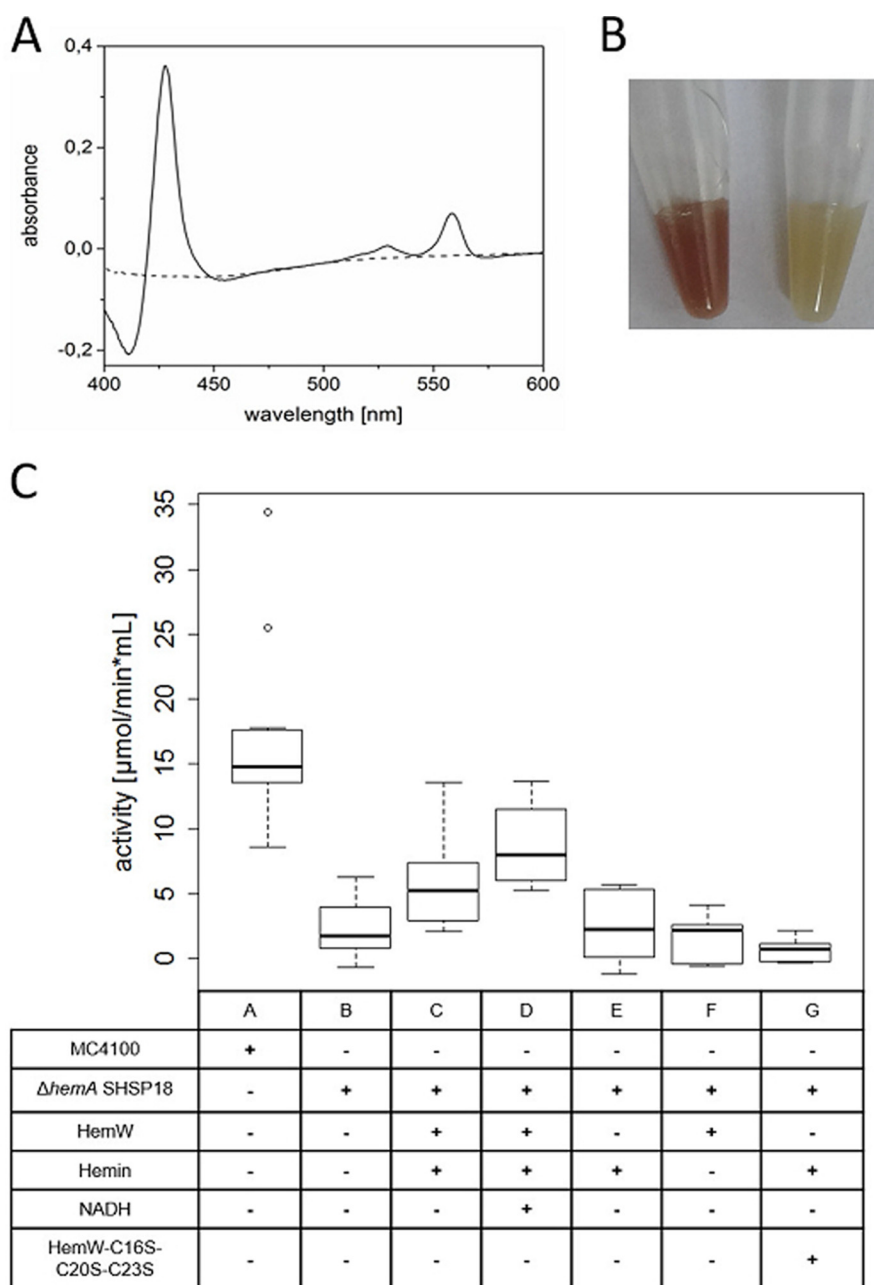 A
0,4
0,2
0,0
-0,2
absorbance
400
450
500
550
600
wavelength [nm]
B
C
35
30
25
20
15
10
5
0
activity [µmol/min*mL]
A B C D E F G
MC4100 + - - - - - -
ΔhemA SHSP18 - + + + + + +
HemW - - + + - + -
Hemin - - + + + - +
NADH - - - + - - -
HemW-C16S-
C20S-C23S - - - - - - +